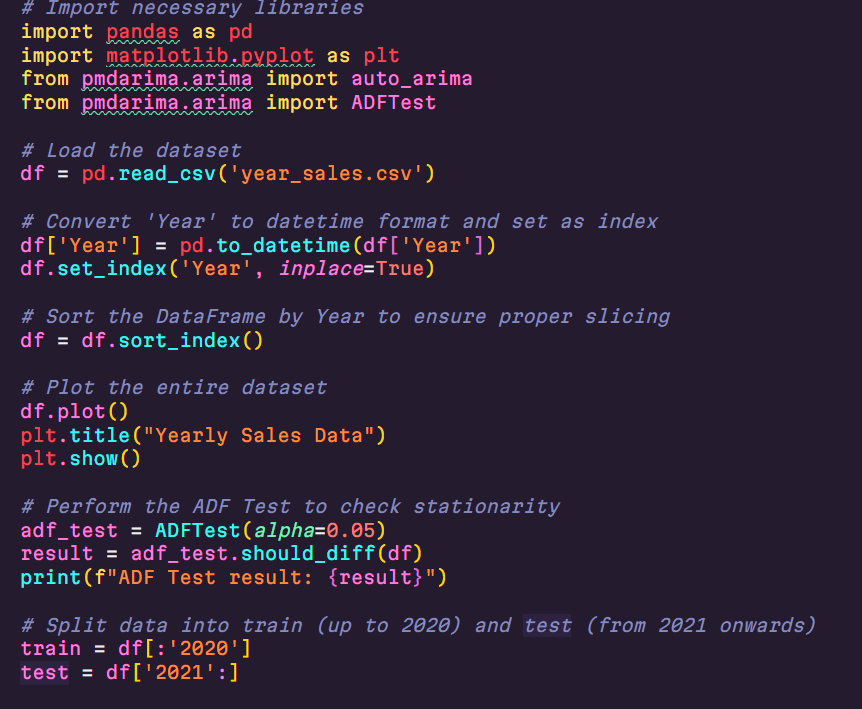 # Import necessary libraries
import pandas as pd
import matplotlib.pyplot as plt
from pmdarima.arima import auto_arima
from pmdarima.arima import ADFTest
# Load the dataset
df = pd.read_csv('year_sales.csv')
# Convert 'Year' to datetime format and set as index
df['Year'] = pd.to_datetime(df['Year'])
df.set_index('Year', inplace=True)
# Sort the DataFrame by Year to ensure proper slicing
df = df.sort_index()
# Plot the entire dataset
df.plot()
plt.title("Yearly Sales Data")
plt.show()
# Perform the ADF Test to check stationarity
adf_test = ADFTest(alpha=0.05)
result = adf_test.should_diff(df)
print(f"ADF Test result: {result}")
# Split data into train (up to 2020) and test (from 2021 onwards)
train = df[:'2020']
test = df['2021':]